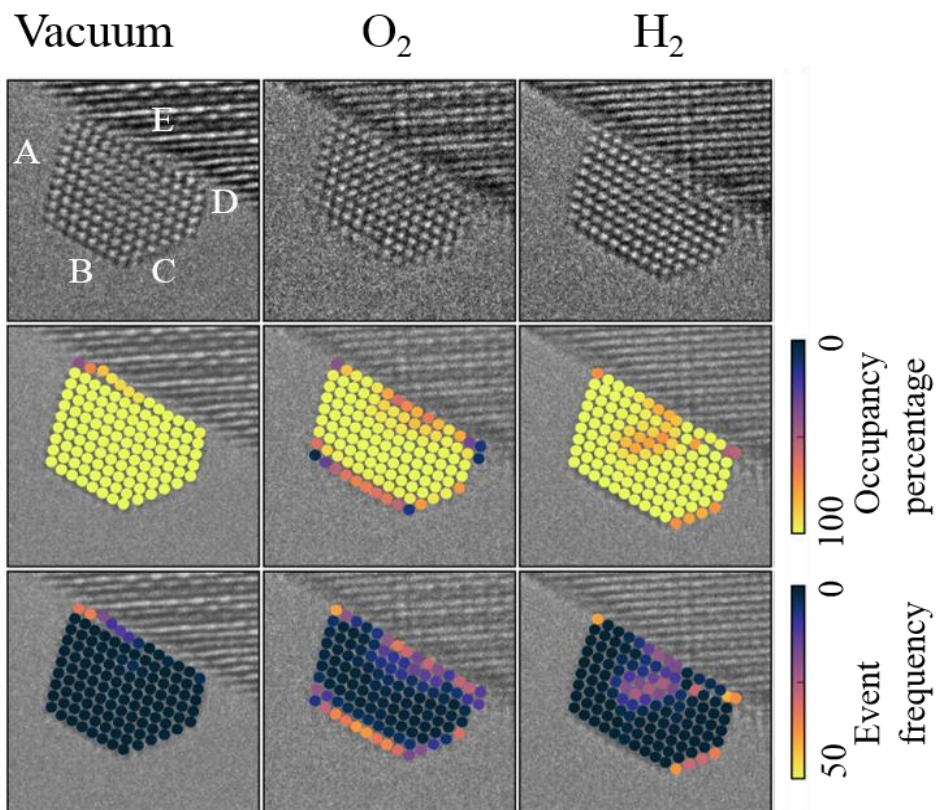 Vacuum O₂ H₂
E
A
D
B C
0
Occupancy
percentage
100
0
Event
frequency
50